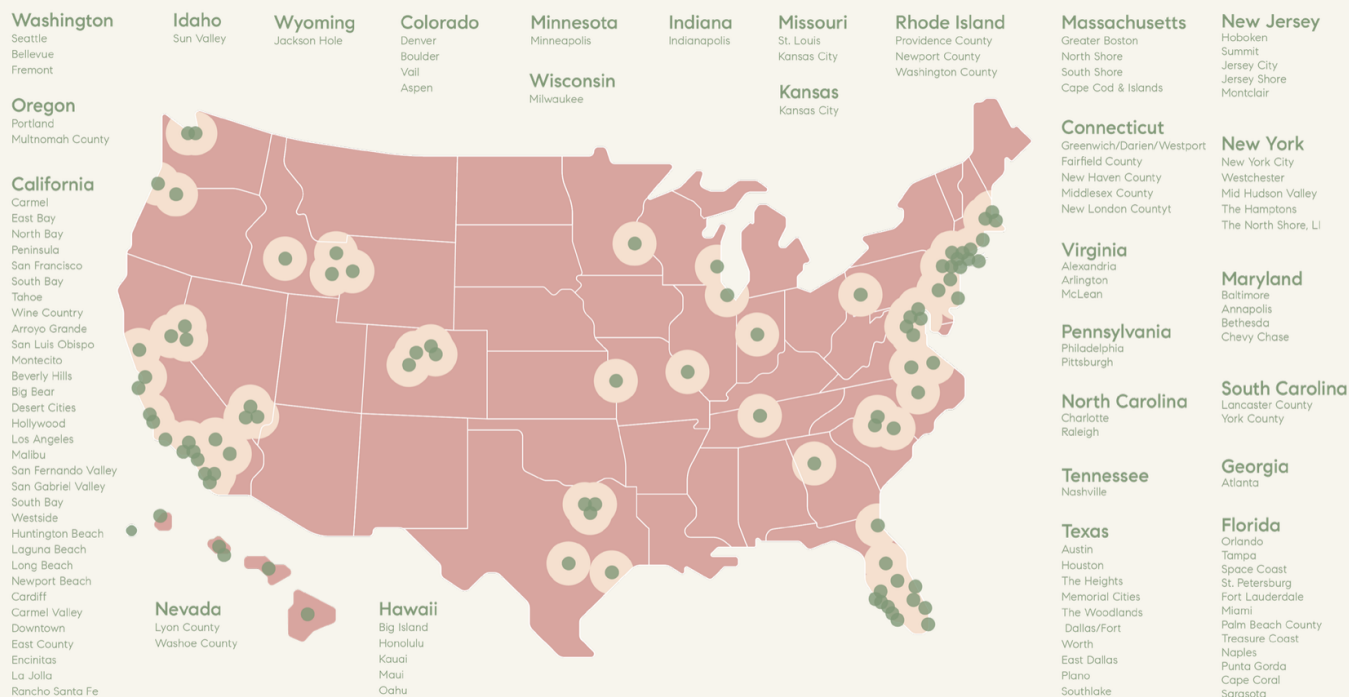 Washington
Seattle
Bellevue
Fremont
Oregon
Portland
Multnomah County
California
Carmel
East Bay
North Bay
Peninsula
San Francisco
South Bay
Tahoe
Wine Country
Arroyo Grande
San Luis Obispo
Montecito
Beverly Hills
Big Bear
Desert Cities
Hollywood
Los Angeles
Malibu
San Fernando Valley
San Gabriel Valley
South Bay
Westside
Huntington Beach
Laguna Beach
Long Beach
Newport Beach
Cardiff
Carmel Valley
Downtown
East County
Encinitas
La Jolla
Rancho Santa Fe
Idaho
Sun Valley
Wyoming
Jackson Hole
Colorado
Denver
Boulder
Vail
Aspen
Minnesota
Minneapolis
Wisconsin
Milwaukee
Indiana
Indianapolis
Missouri
St. Louis
Kansas City
Kansas
Kansas City
Rhode Island
Providence County
Newport County
Washington County
Nevada
Lyon County
Washoe County
Hawaii
Big Island
Honolulu
Kauai
Maui
Oahu
Massachusetts
Greater Boston
North Shore
South Shore
Cape Cod & Islands
Connecticut
Greenwich/Darien/Westport
Fairfield County
New Haven County
Middlesex County
New London Countyt
Virginia
Alexandria
Arlington
McLean
Pennsylvania
Philadelphia
Pittsburgh
North Carolina
Charlotte
Raleigh
Tennessee
Nashville
Texas
Austin
Houston
The Heights
Memorial Cities
The Woodlands
Dallas/Fort
Worth
East Dallas
Plano
Southlake
New Jersey
Hoboken
Summit
Jersey City
Jersey Shore
Montclair
New York
New York City
Westchester
Mid Hudson Valley
The Hamptons
The North Shore, LI
Maryland
Baltimore
Annapolis
Bethesda
Chevy Chase
South Carolina
Lancaster County
York County
Georgia
Atlanta
Florida
Orlando
Tampa
Space Coast
St. Petersburg
Fort Lauderdale
Miami
Palm Beach County
Treasure Coast
Naples
Punta Gorda
Cape Coral
Sarasota